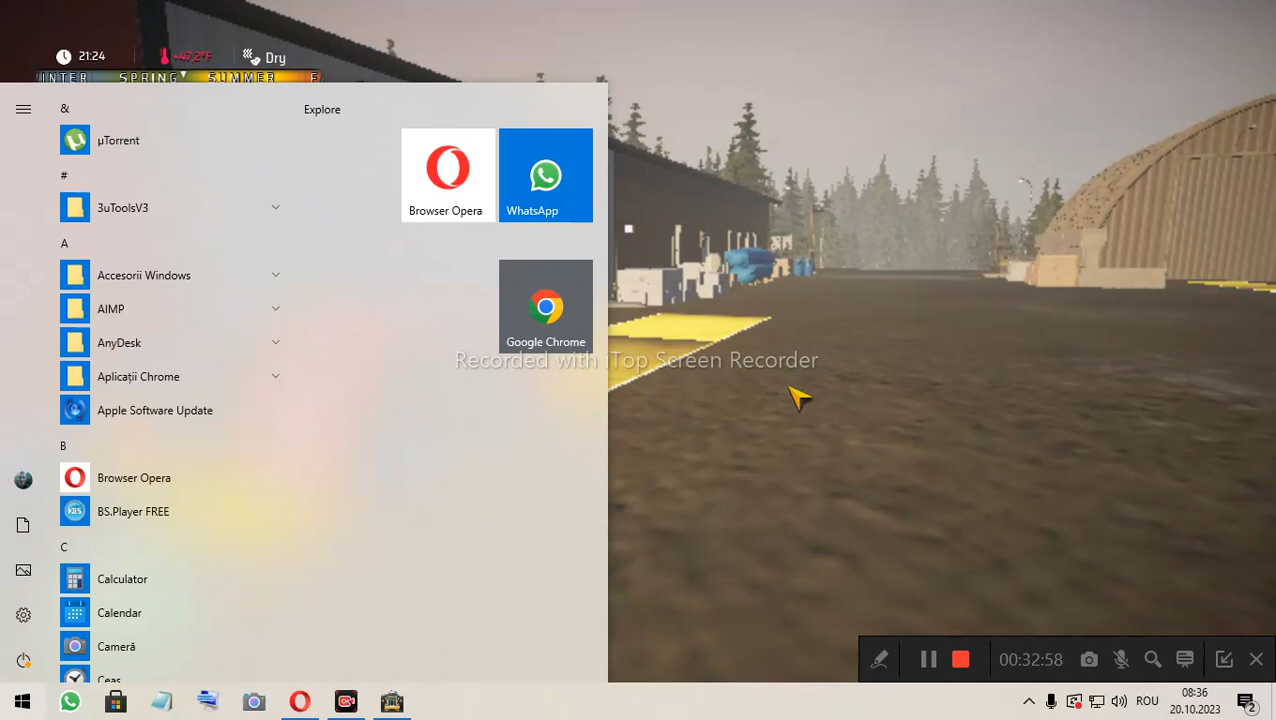 21:24
+47,2°F
Dry
INTER SPRING SUMMER F
&
Explore
µTorrent
#
3uToolsV3
A
Accesorii Windows
AIMP
AnyDesk
Aplicații Chrome
Apple Software Update
B
Browser Opera
BS.Player FREE
C
Calculator
Calendar
Cameră
Ceas
Browser Opera
WhatsApp
Google Chrome
Recorded with iTop Screen Recorder
00:32:58
ROU
08:36
20.10.2023
2